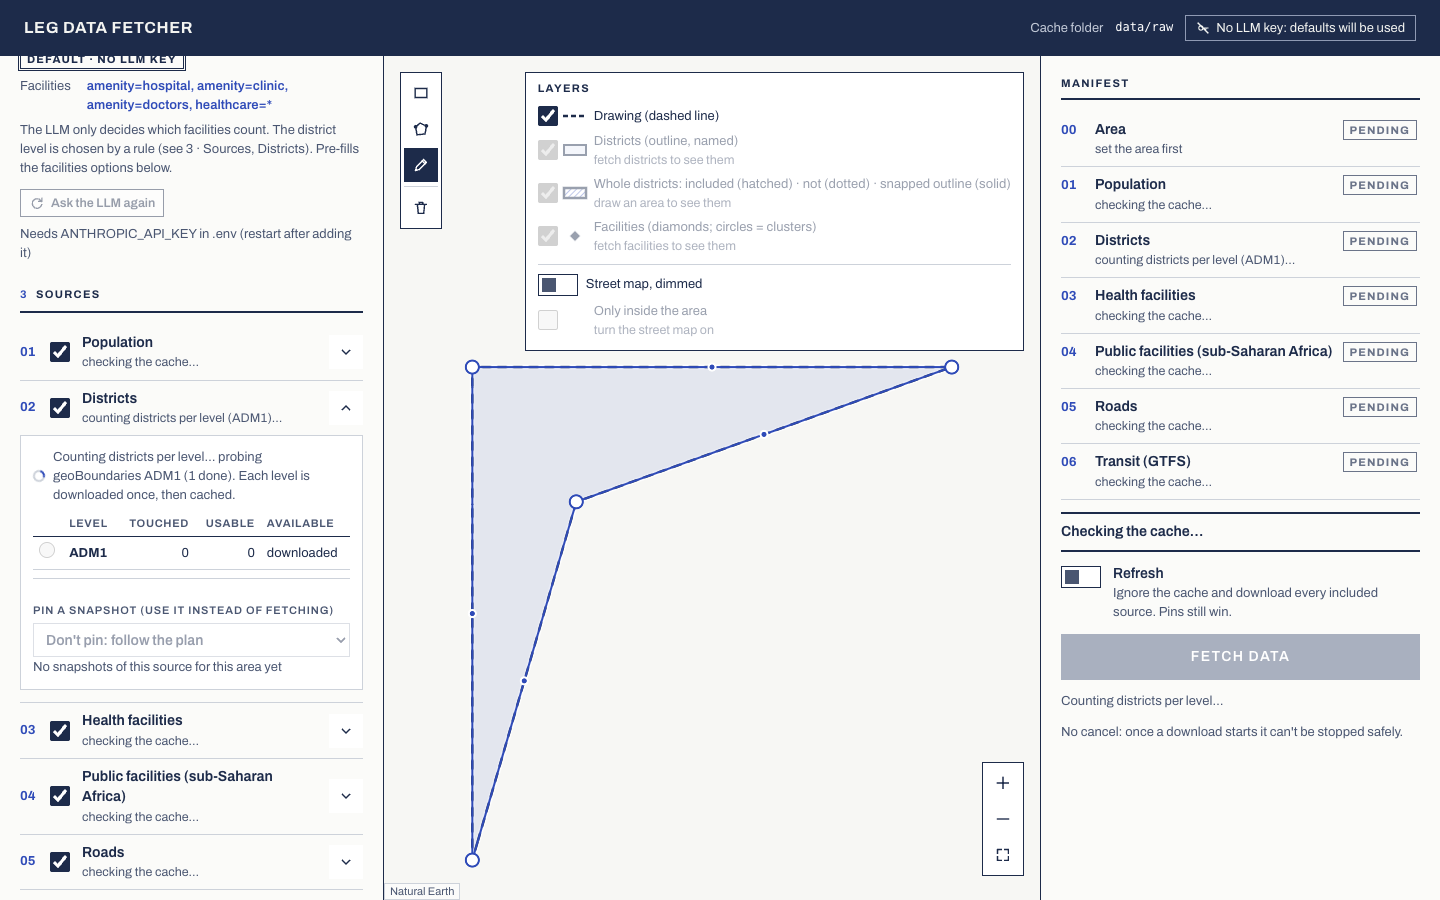 LEG DATA FETCHER
Cache folder data/raw No LLM key: defaults will be used
DEFAULT · NO LLM KEY
Facilities amenity=hospital, amenity=clinic,
amenity=doctors, healthcare=*
The LLM only decides which facilities count. The district
level is chosen by a rule (see 3 · Sources, Districts). Pre-fills
the facilities options below.
Ask the LLM again
Needs ANTHROPIC_API_KEY in .env (restart after adding
it)
3 SOURCES
01 Population
checking the cache...
02 Districts
counting districts per level (ADM1)...
Counting districts per level... probing
geoBoundaries ADM1 (1 done). Each level is
downloaded once, then cached.
LEVEL TOUCHED USABLE AVAILABLE
ADM1 0 0 downloaded
PIN A SNAPSHOT (USE IT INSTEAD OF FETCHING)
Don't pin: follow the plan
No snapshots of this source for this area yet
03 Health facilities
checking the cache...
04 Public facilities (sub-Saharan
Africa)
checking the cache...
05 Roads
checking the cache...
LAYERS
Drawing (dashed line)
Districts (outline, named)
fetch districts to see them
Whole districts: included (hatched) · not (dotted) · snapped outline (solid)
draw an area to see them
Facilities (diamonds; circles = clusters)
fetch facilities to see them
Street map, dimmed
Only inside the area
turn the street map on
Natural Earth
MANIFEST
00 Area PENDING
set the area first
01 Population PENDING
checking the cache...
02 Districts PENDING
counting districts per level (ADM1)...
03 Health facilities PENDING
checking the cache...
04 Public facilities (sub-Saharan Africa) PENDING
checking the cache...
05 Roads PENDING
checking the cache...
06 Transit (GTFS) PENDING
checking the cache...
Checking the cache...
Refresh
Ignore the cache and download every included
source. Pins still win.
FETCH DATA
Counting districts per level...
No cancel: once a download starts it can't be stopped safely.